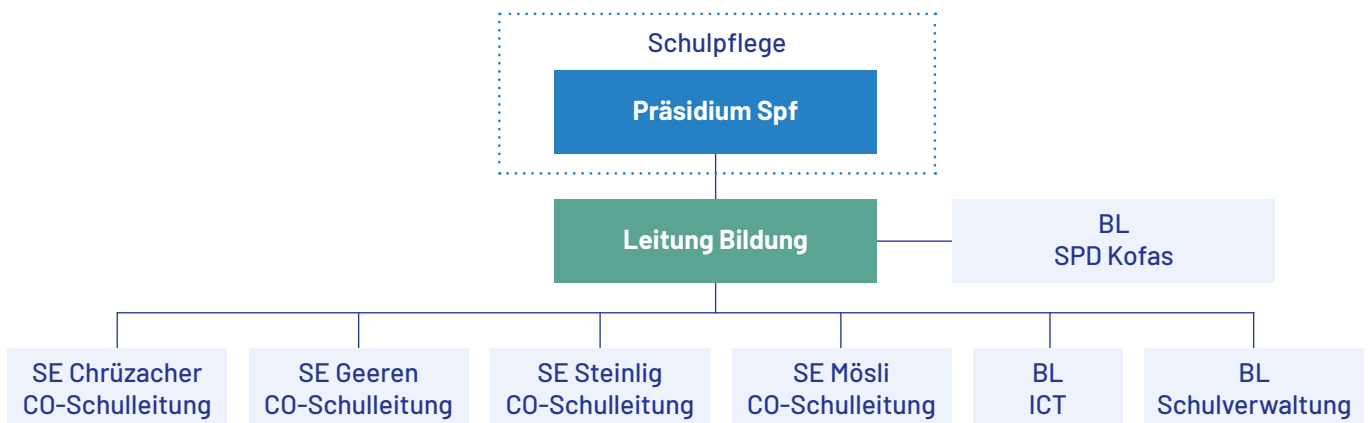 Schulpflege
Präsidium Spf
Leitung Bildung
BL
SPD Kofas
SE Chrüzacher
CO-Schulleitung
SE Geeren
CO-Schulleitung
SE Steinlig
CO-Schulleitung
SE Mösli
CO-Schulleitung
BL
ICT
BL
Schulverwaltung